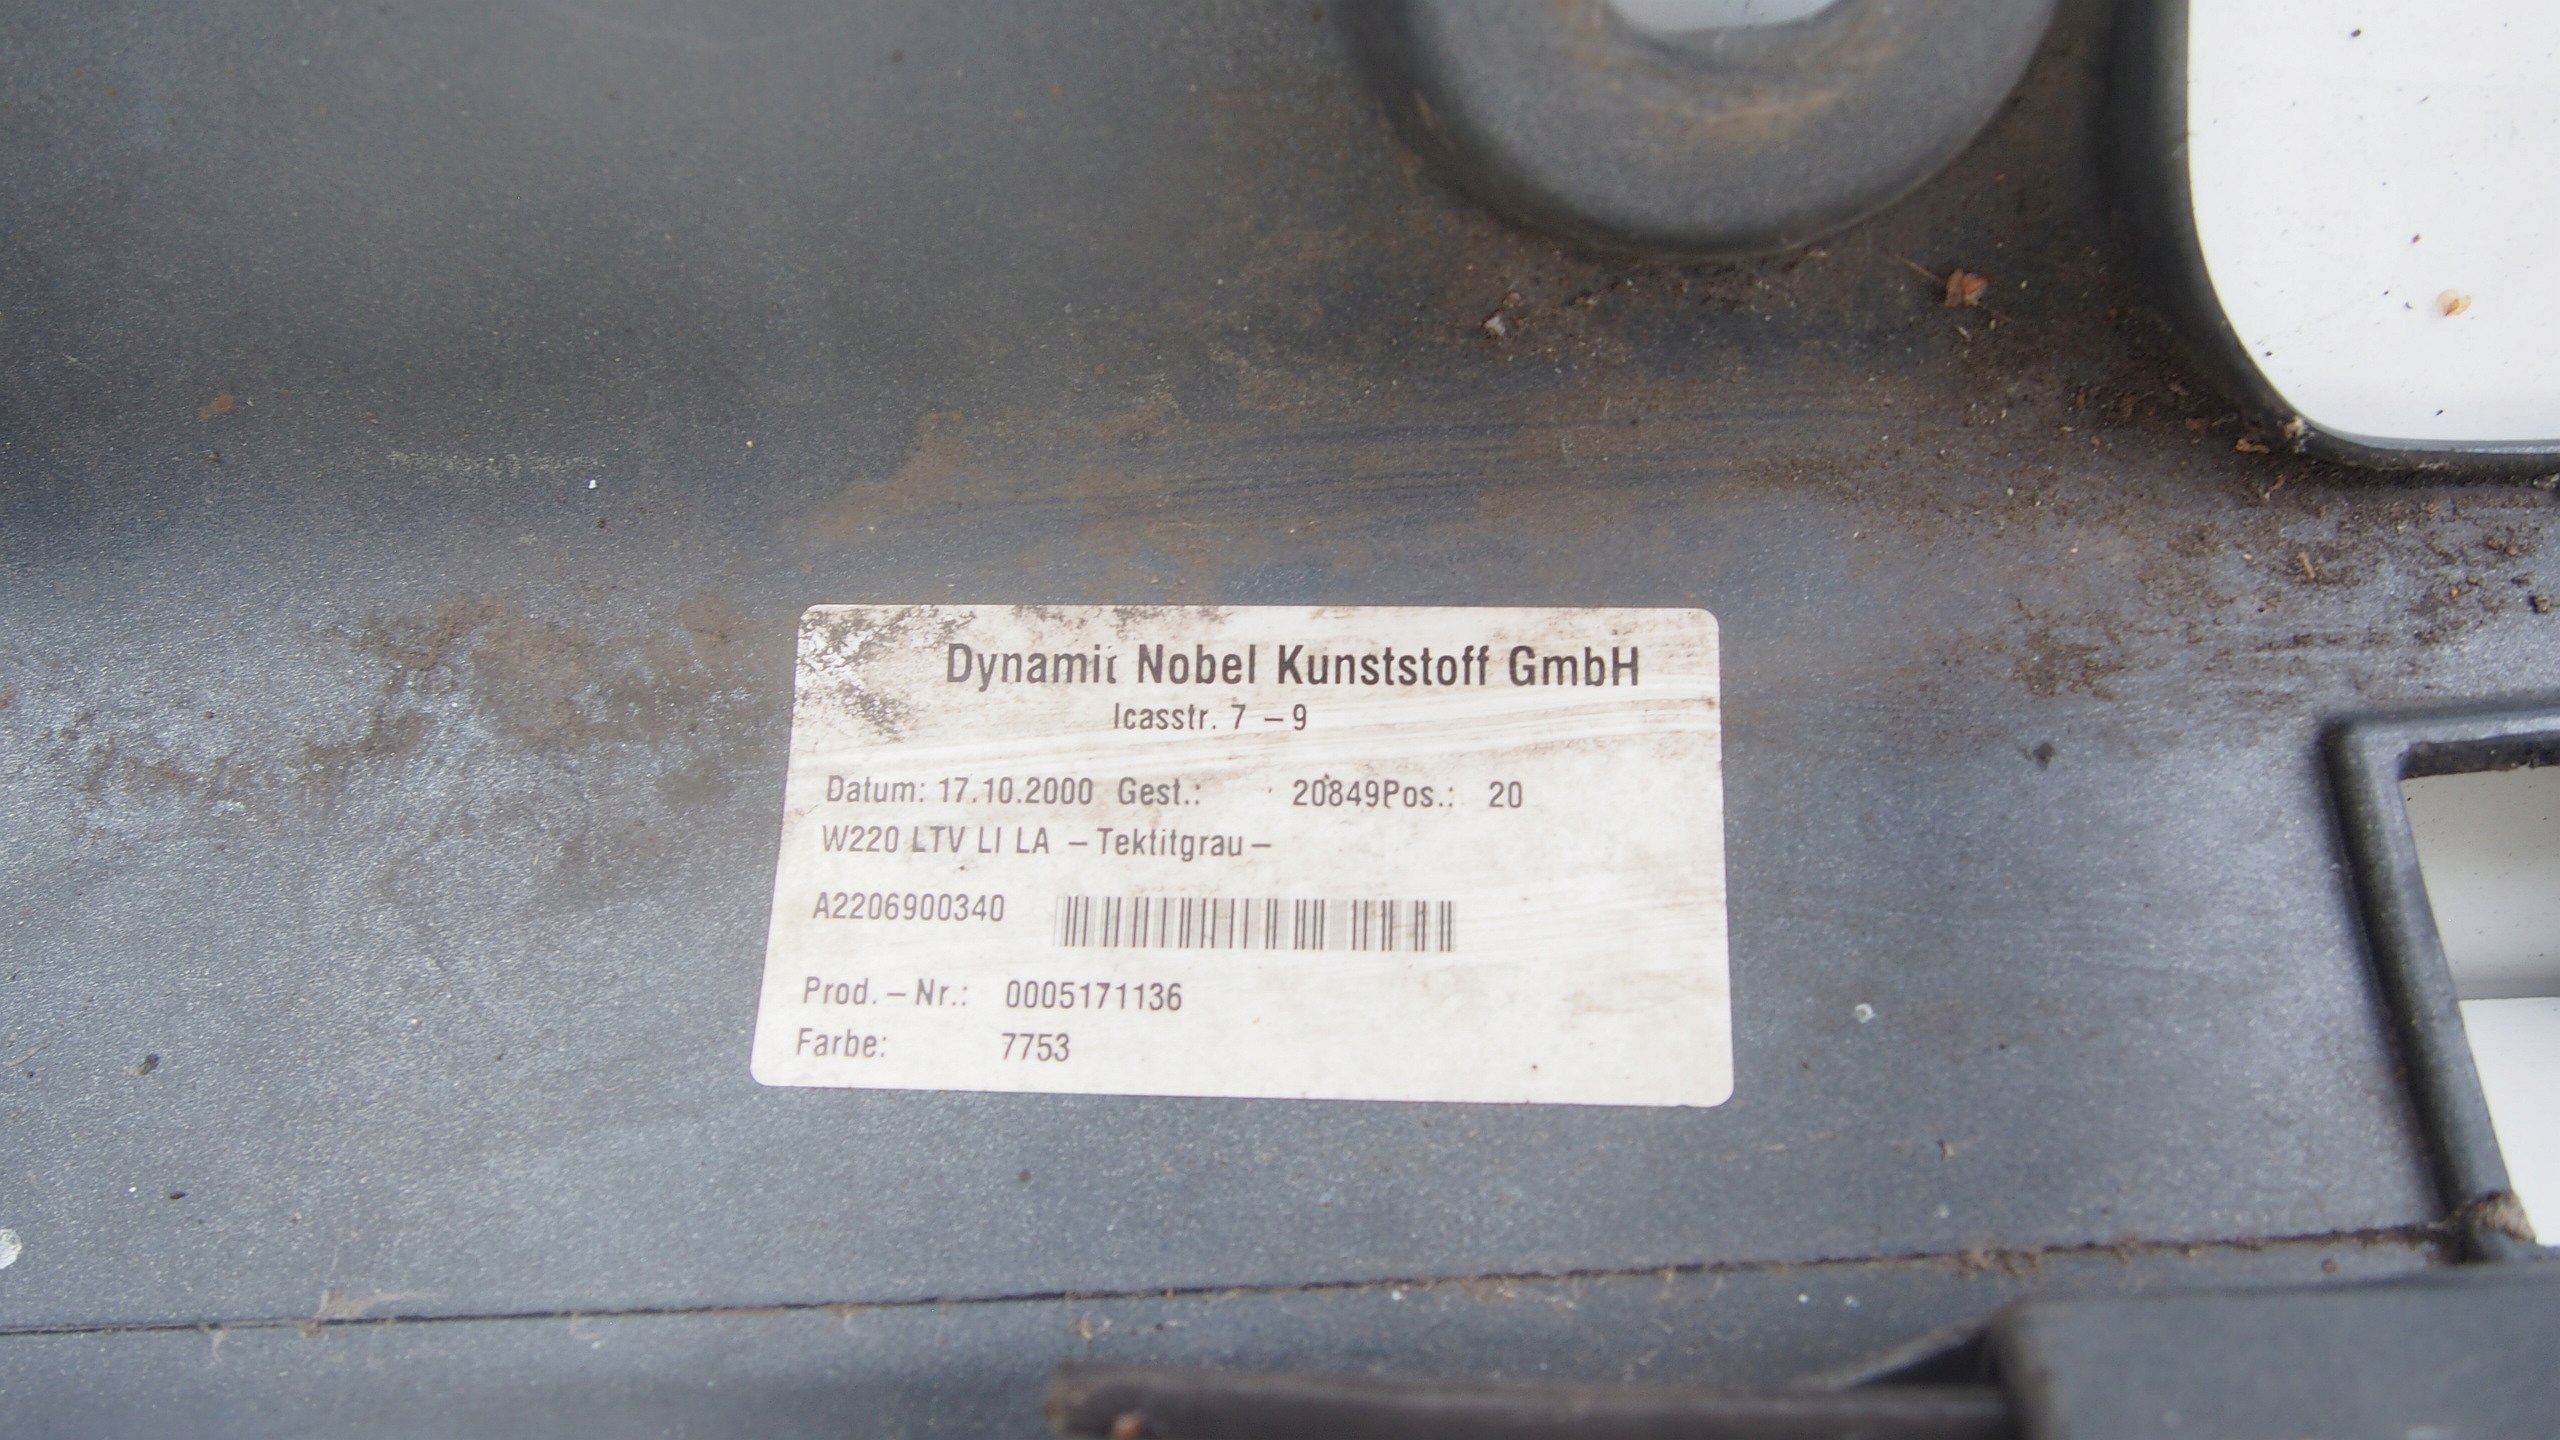 Dynamit Nobel Kunststoff GmbH
Icasstr. 7 – 9
Datum: 17.10.2000 Gest.: 20849Pos.: 20
W220 LTV LI LA – Tektitgrau –
A2206900340
Prod. – Nr.: 0005171136
Farbe: 7753